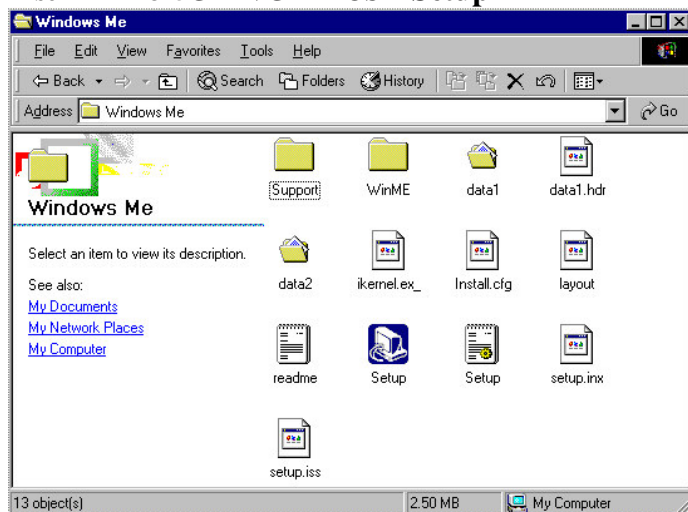 Windows Me
File Edit View Favorites Tools Help
Back Search Folders History
Address Windows Me Go
Support WinME data1 data1.hdr
Windows Me
Select an item to view its description.
See also:
My Documents
My Network Places
My Computer
data2 ikernel.ex_ Install.cfg layout
readme Setup Setup setup.inx
setup.iss
13 object(s) 2.50 MB My Computer